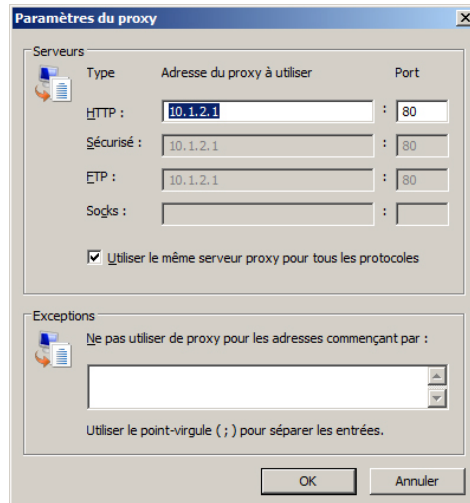 Paramètres du proxy
Serveurs
Type Adresse du proxy à utiliser Port
HTTP : 10.1.2.1 : 80
Sécurisé : 10.1.2.1 : 80
FTP : 10.1.2.1 : 80
Socks : :
Utiliser le même serveur proxy pour tous les protocoles
Exceptions
Ne pas utiliser de proxy pour les adresses commençant par :
Utiliser le point-virgule ( ; ) pour séparer les entrées.
OK Annuler